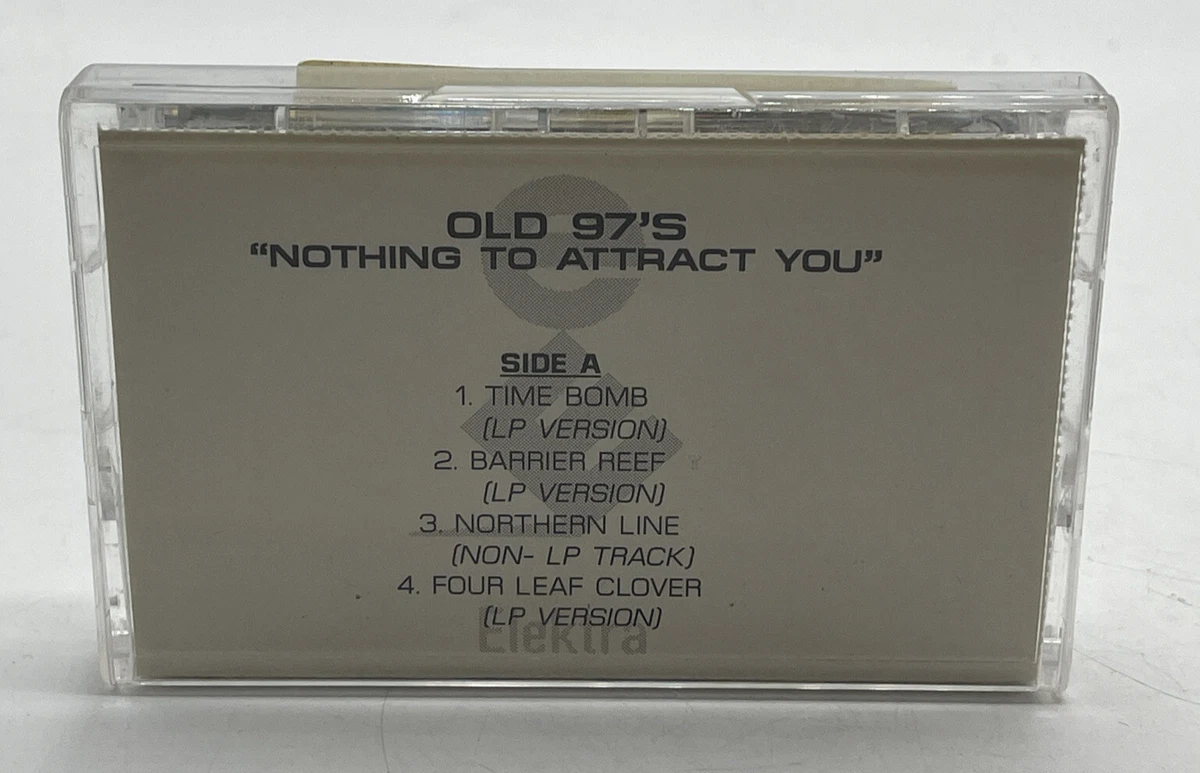 OLD 97'S
“NOTHING TO ATTRACT YOU”
SIDE A
1. TIME BOMB
(LP VERSION)
2. BARRIER REEF
(LP VERSION)
3. NORTHERN LINE
(NON- LP TRACK)
4. FOUR LEAF CLOVER
(LP VERSION)
Elektra